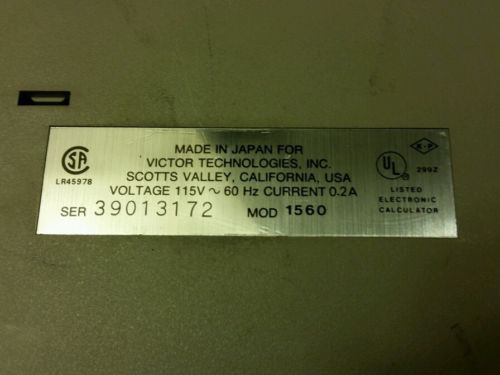 MADE IN JAPAN FOR
VICTOR TECHNOLOGIES, INC.
SCOTTS VALLEY, CALIFORNIA, USA
VOLTAGE 115V ~ 60 Hz CURRENT 0.2A
SER 39013172 MOD 1560
SA
LR45978
K-P
UL
299Z
LISTED
ELECTRONIC
CALCULATOR